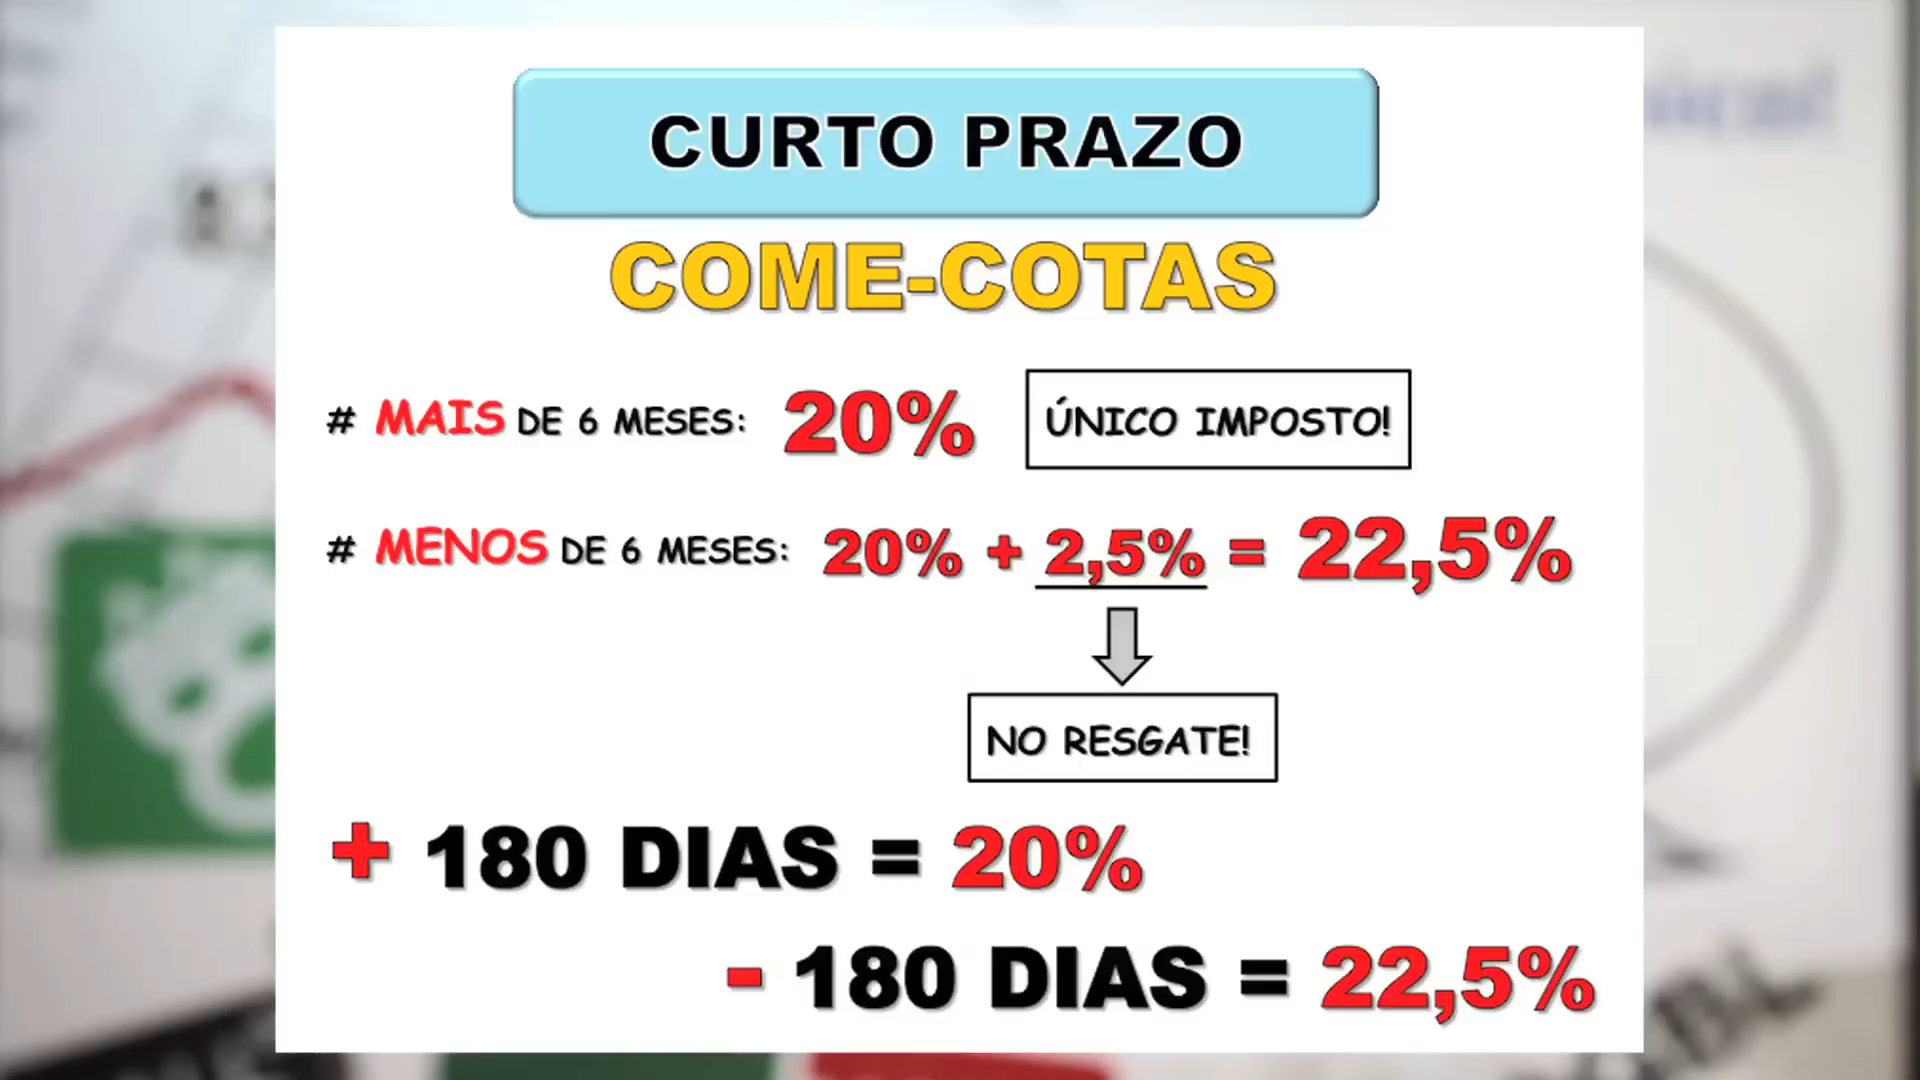 CURTO PRAZO
COME-COTAS
# MAIS DE 6 MESES: 20% ÚNICO IMPOSTO!
# MENOS DE 6 MESES: 20% + 2,5% = 22,5%
NO RESGATE!
+ 180 DIAS = 20%
- 180 DIAS = 22,5%